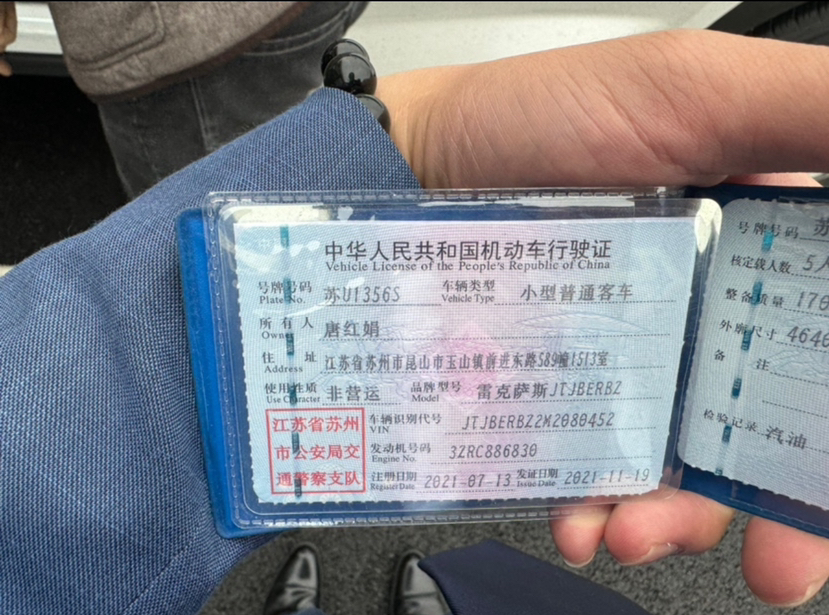 中华人民共和国机动车行驶证
Vehicle License of the People's Republic of China
号牌号码 苏U1356S 车辆类型 小型普通客车
Plate No. Vehicle Type
所有人 唐红娟
Owner
住址 江苏省苏州市昆山市玉山镇前进东路589幢1513室
Address
使用性质 非营运 品牌型号 雷克萨斯JTJBERBZ
Use Character Model
江苏省苏州
市公安局交
通警察支队
车辆识别代号 JTJBERBZ2M2080452
VIN
发动机号码 3ZRC886830
Engine No.
注册日期 2021-07-13 发证日期 2021-11-19
Register Date Issue Date
号牌号码 苏
核定载人数 5人
整备质量 176
外廓尺寸 4640
备注
检验记录 汽油